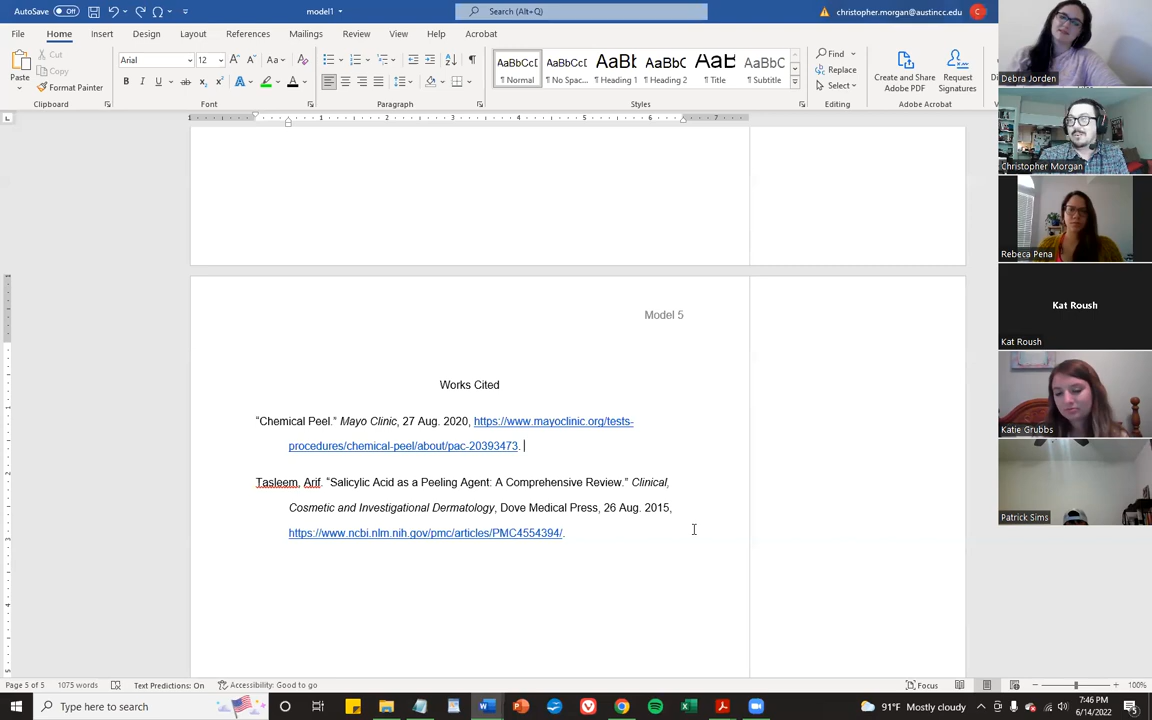 AutoSave Off
model1
Search (Alt+Q)
christopher.morgan@austincc.edu
C
File Home Insert Design Layout References Mailings Review View Help Acrobat
Paste
Cut
Copy
Format Painter
Arial 12
AaBbCcI AaBbCcI AaBb( AaBbC AaBb AaBbCcI
¶ Normal ¶ No Spac... Heading 1 Heading 2 Title Subtitle
Find
Replace
Select
Create and Share
Adobe PDF
Request
Signatures
Clipboard Font Paragraph Styles Editing Adobe Acrobat
Model 5
Works Cited
“Chemical Peel.” Mayo Clinic, 27 Aug. 2020, https://www.mayoclinic.org/tests-
procedures/chemical-peel/about/pac-20393473.
Tasleem, Arif. “Salicylic Acid as a Peeling Agent: A Comprehensive Review.” Clinical,
Cosmetic and Investigational Dermatology, Dove Medical Press, 26 Aug. 2015,
https://www.ncbi.nlm.nih.gov/pmc/articles/PMC4554394/.
Debra Jorden
Christopher Morgan
Rebeca Pena
Kat Roush
Kat Roush
Katie Grubbs
Patrick Sims
Page 5 of 5 1075 words Text Predictions: On Accessibility: Good to go
Focus
100%
Type here to search
91°F Mostly cloudy
7:46 PM
6/14/2022